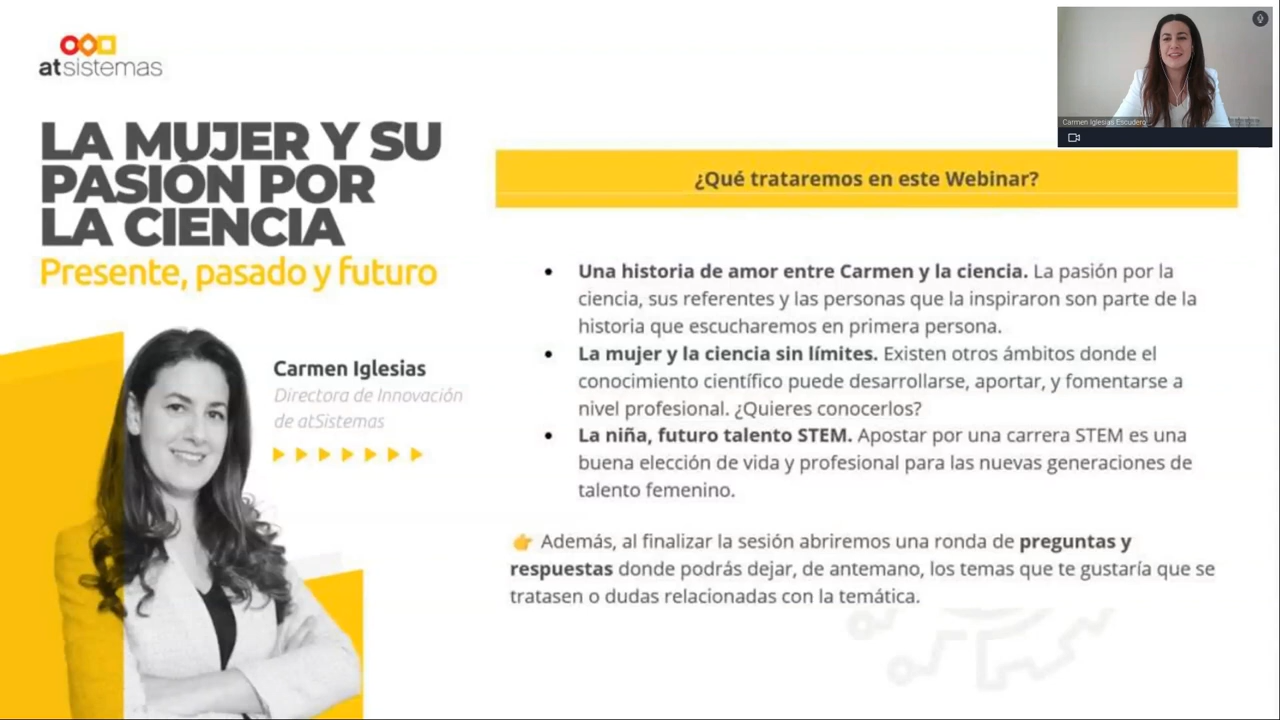 atsistemas
Carmen Iglesias Escudero
LA MUJER Y SU
PASIÓN POR
LA CIENCIA
Presente, pasado y futuro
Carmen Iglesias
Directora de Innovación
de atSistemas
¿Qué trataremos en este Webinar?
• Una historia de amor entre Carmen y la ciencia. La pasión por la
ciencia, sus referentes y las personas que la inspiraron son parte de la
historia que escucharemos en primera persona.
• La mujer y la ciencia sin límites. Existen otros ámbitos donde el
conocimiento científico puede desarrollarse, aportar, y fomentarse a
nivel profesional. ¿Quieres conocerlos?
• La niña, futuro talento STEM. Apostar por una carrera STEM es una
buena elección de vida y profesional para las nuevas generaciones de
talento femenino.
👉 Además, al finalizar la sesión abriremos una ronda de preguntas y
respuestas donde podrás dejar, de antemano, los temas que te gustaría que se
tratasen o dudas relacionadas con la temática.